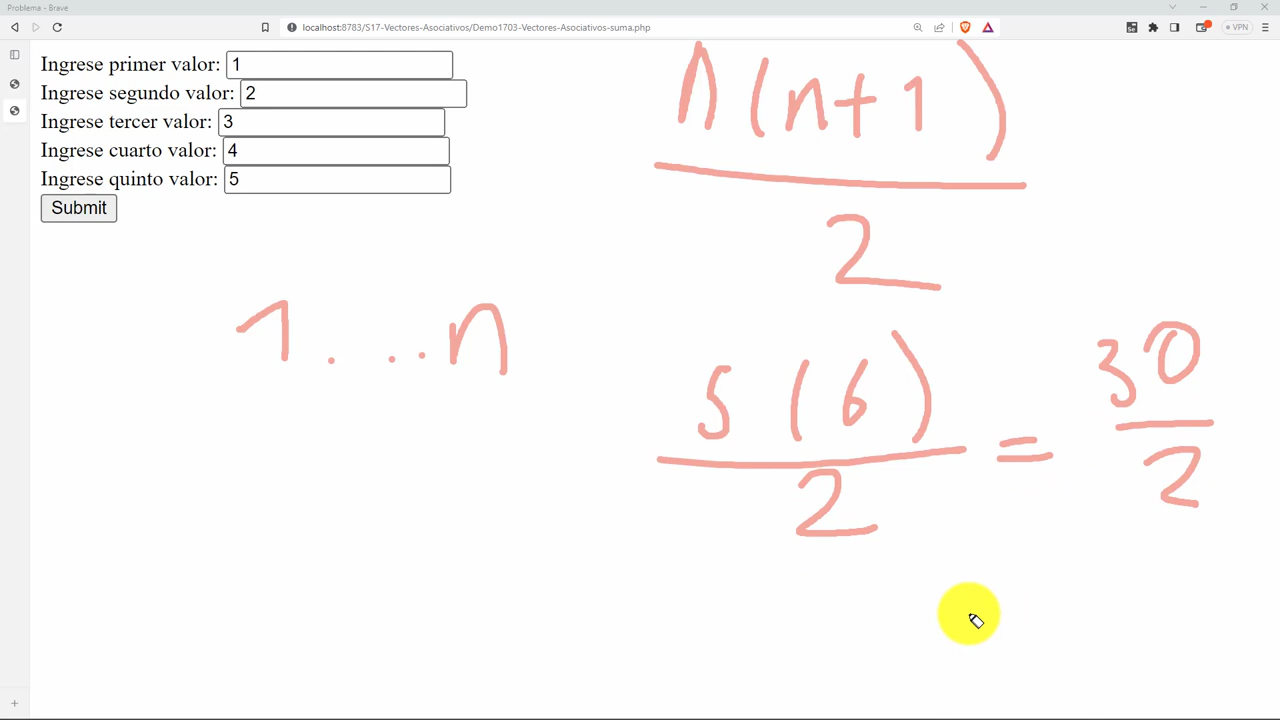 Problema - Brave
localhost:8783/S17-Vectores-Asociativos/Demo1703-Vectores-Asociativos-suma.php
VPN
Ingrese primer valor: 1
Ingrese segundo valor: 2
Ingrese tercer valor: 3
Ingrese cuarto valor: 4
Ingrese quinto valor: 5
Submit
n(n+1)
2
1...n
5(6) = 30
2 2